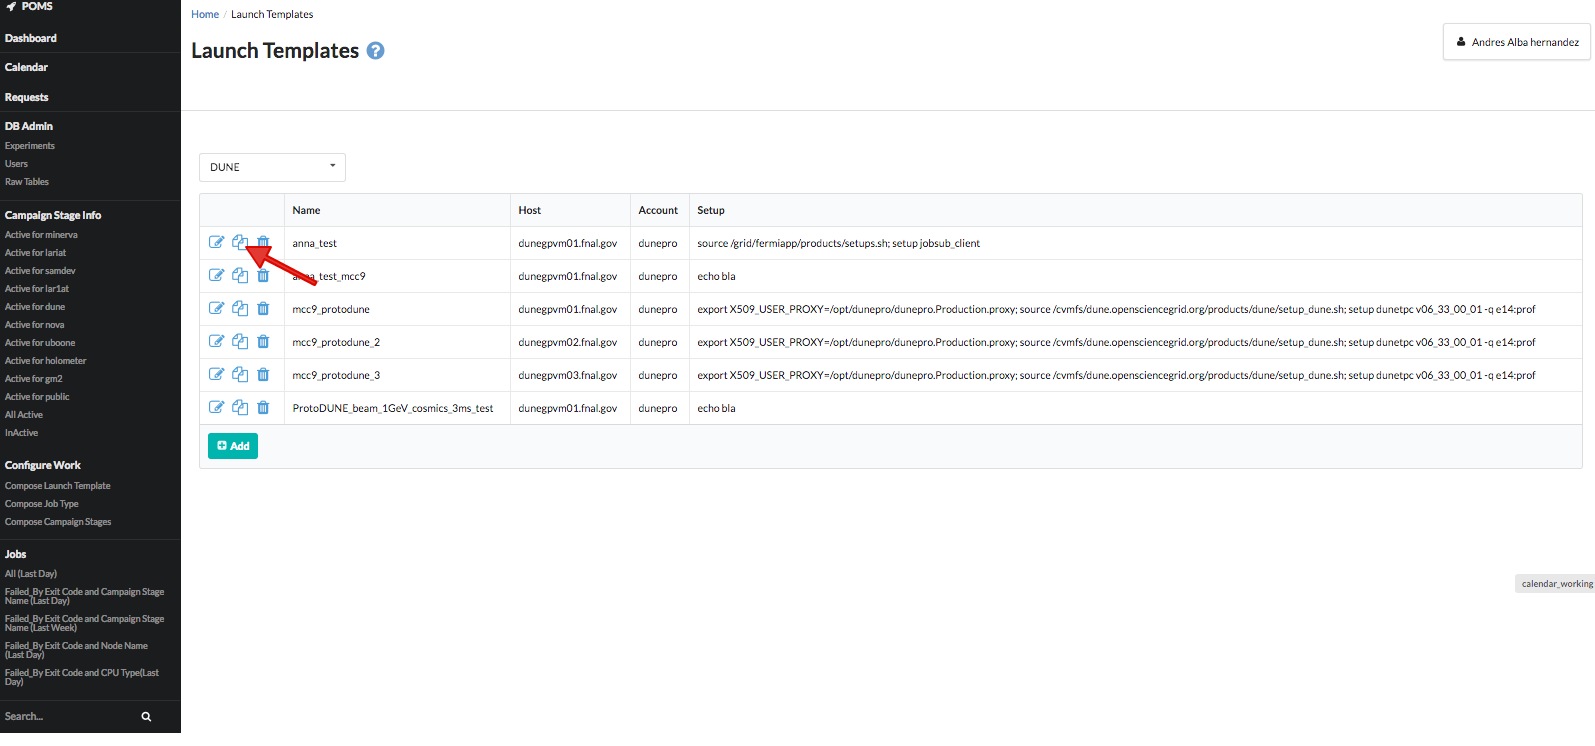 POMS
Dashboard
Calendar
Requests
DB Admin
Experiments
Users
Raw Tables
Campaign Stage Info
Active for minerva
Active for lariat
Active for samdev
Active for lar1at
Active for dune
Active for nova
Active for uboone
Active for holometer
Active for gm2
Active for public
All Active
InActive
Configure Work
Compose Launch Template
Compose Job Type
Compose Campaign Stages
Jobs
All (Last Day)
Failed_By Exit Code and Campaign Stage
Name (Last Day)
Failed_By Exit Code and Campaign Stage
Name (Last Week)
Failed_By Exit Code and Node Name
(Last Day)
Failed_By Exit Code and CPU Type(Last
Day)
Search...
Home / Launch Templates
Launch Templates ?
Andres Alba hernandez
DUNE
Name Host Account Setup
anna_test dunegpvm01.fnal.gov dunepro source /grid/fermiapp/products/setups.sh; setup jobsub_client
anna_test_mcc9 dunegpvm01.fnal.gov dunepro echo bla
mcc9_protodune dunegpvm01.fnal.gov dunepro export X509_USER_PROXY=/opt/dunepro/dunepro.Production.proxy; source /cvmfs/dune.opensciencegrid.org/products/dune/setup_dune.sh; setup dunetpc v06_33_00_01 -q e14:prof
mcc9_protodune_2 dunegpvm02.fnal.gov dunepro export X509_USER_PROXY=/opt/dunepro/dunepro.Production.proxy; source /cvmfs/dune.opensciencegrid.org/products/dune/setup_dune.sh; setup dunetpc v06_33_00_01 -q e14:prof
mcc9_protodune_3 dunegpvm03.fnal.gov dunepro export X509_USER_PROXY=/opt/dunepro/dunepro.Production.proxy; source /cvmfs/dune.opensciencegrid.org/products/dune/setup_dune.sh; setup dunetpc v06_33_00_01 -q e14:prof
ProtoDUNE_beam_1GeV_cosmics_3ms_test dunegpvm01.fnal.gov dunepro echo bla
Add
calendar_working